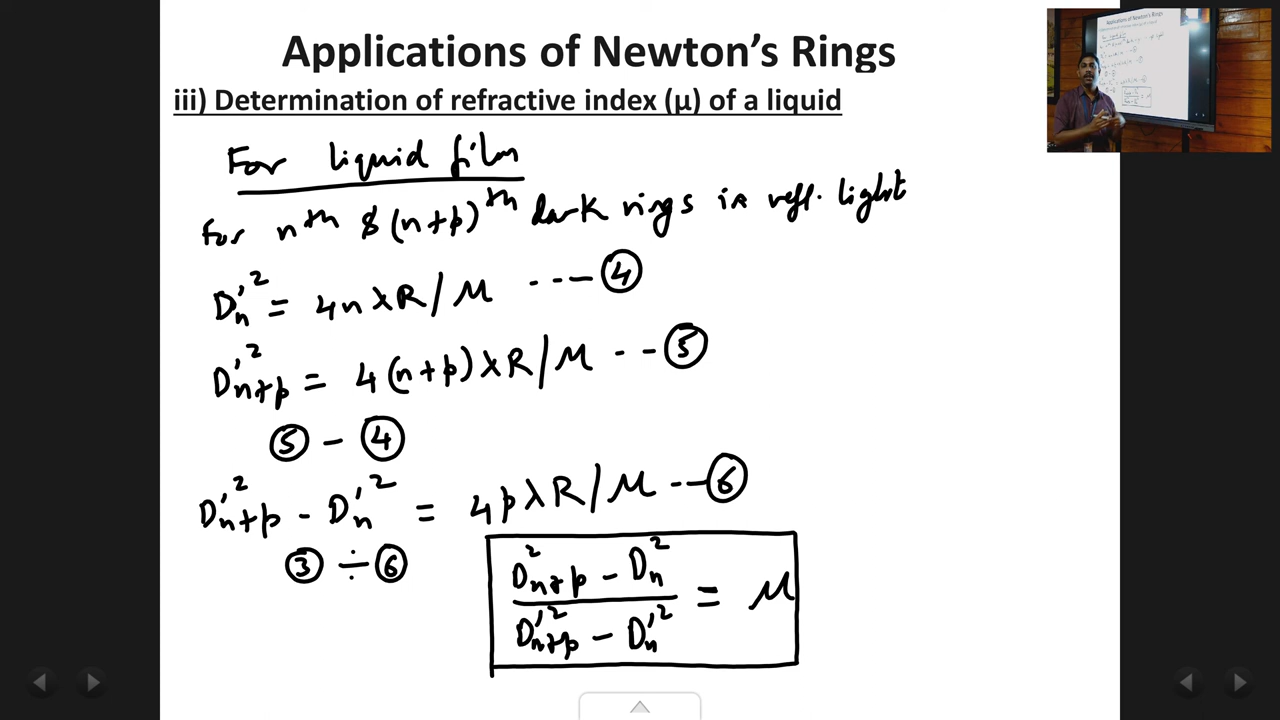 Applications of Newton's Rings
iii) Determination of refractive index (μ) of a liquid
For liquid film
For nth & (n+p)th dark rings in refl. light
D'n² = 4nλR/μ ---- ④
D'n+p² = 4(n+p)λR/μ -- ⑤
⑤ - ④
D'n+p² - D'n² = 4pλR/μ --- ⑥
③ ÷ ⑥
Dn+p² - Dn² / D'n+p² - D'n² = μ